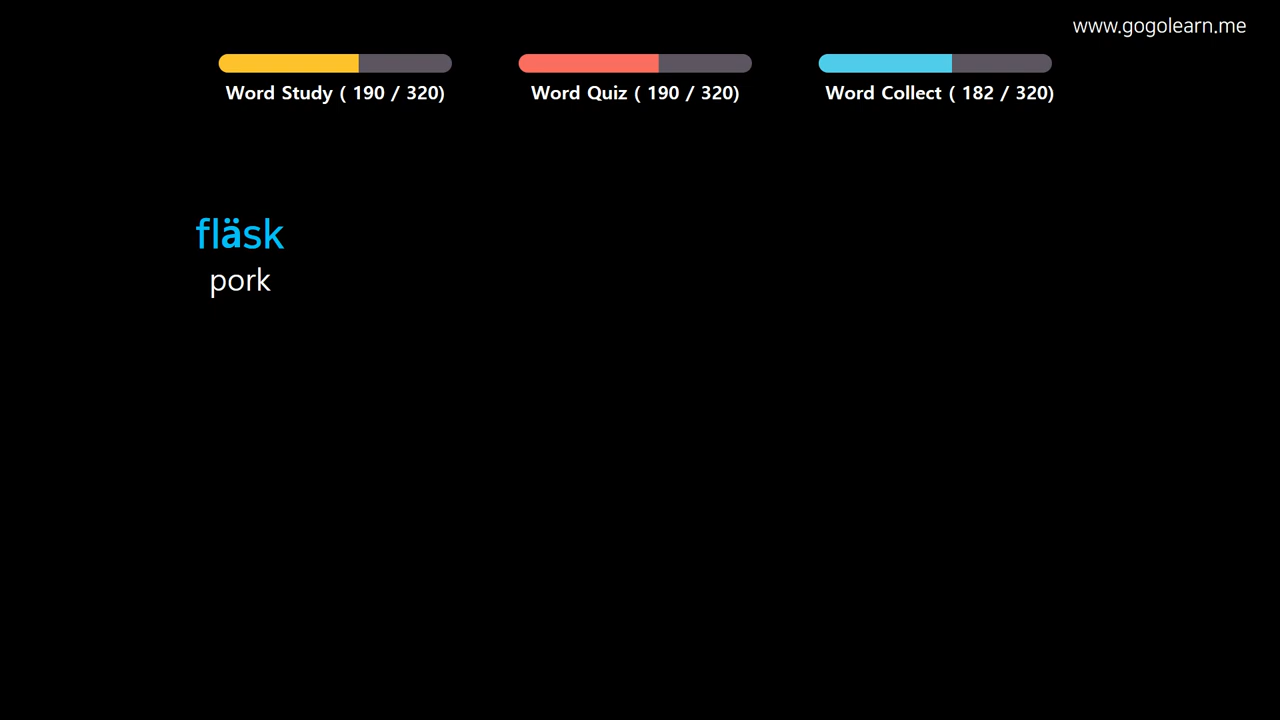 www.gogolearn.me
Word Study ( 190 / 320)
Word Quiz ( 190 / 320)
Word Collect ( 182 / 320)
fläsk
pork